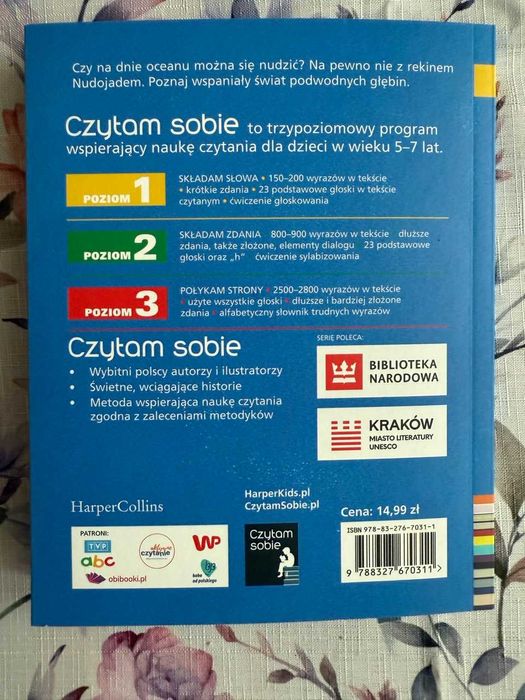 Czy na dnie oceanu można się nudzić? Na pewno nie z rekinem
Nudojadem. Poznaj wspaniały świat podwodnych głębin.
Czytam sobie to trzypoziomowy program
wspierający naukę czytania dla dzieci w wieku 5–7 lat.
POZIOM 1
SKŁADAM SŁOWA • 150–200 wyrazów w tekście
• krótkie zdania • 23 podstawowe głoski w tekście
czytanym • ćwiczenie głoskowania
POZIOM 2
SKŁADAM ZDANIA 800–900 wyrazów w tekście dłuższe
zdania, także złożone, elementy dialogu 23 podstawowe
głoski oraz „h” ćwiczenie sylabizowania
POZIOM 3
POŁYKAM STRONY • 2500–2800 wyrazów w tekście
• użyte wszystkie głoski • dłuższe i bardziej złożone
zdania • alfabetyczny słownik trudnych wyrazów
Czytam sobie
• Wybitni polscy autorzy i ilustratorzy
• Świetne, wciągające historie
• Metoda wspierająca naukę czytania
zgodna z zaleceniami metodyków
SERIĘ POLECA:
BIBLIOTEKA
NARODOWA
KRAKÓW
MIASTO LITERATURY
UNESCO
HarperCollins
HarperKids.pl
CzytamSobie.pl
Cena: 14,99 zł
PATRONI:
TVP
abc
aktywne
czytanie
WP
obibooki.pl
baba
od polskiego
Czytam
sobie
ISBN 978-83-276-7031-1
9 788327 670311